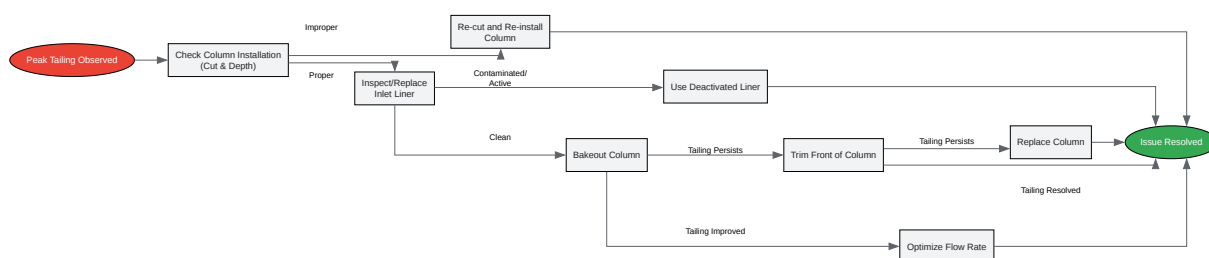 Improper
Re-cut and Re-install
Column
Peak Tailing Observed
Check Column Installation
(Cut & Depth)
Proper
Inspect/Replace
Inlet Liner
Contaminated/
Active
Use Deactivated Liner
Clean
Bakeout Column
Tailing Persists
Trim Front of Column
Tailing Persists
Replace Column
Issue Resolved
Tailing Resolved
Tailing Improved
Optimize Flow Rate